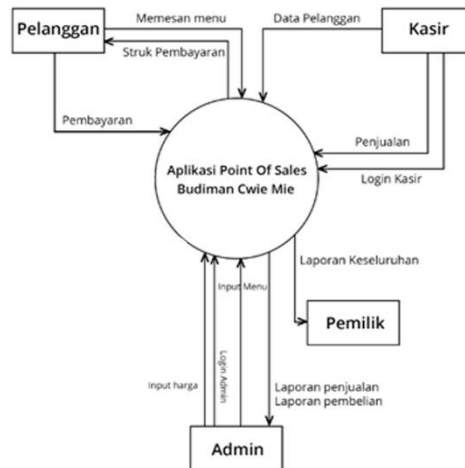 Pelanggan
Memesan menu
Struk Pembayaran
Data Pelanggan
Kasir
Pembayaran
Penjualan
Login Kasir
Aplikasi Point Of Sales
Budiman Cwie Mie
Laporan Keseluruhan
Input Menu
Pemilik
Login Admin
Input harga
Laporan penjualan
Laporan pembelian
Admin